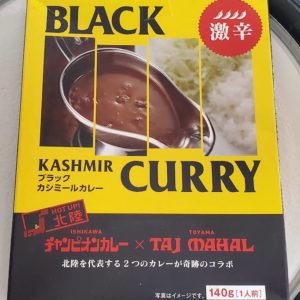 BLACK
激辛
KASHMIR
CURRY
ブラック
カシミールカレー
HOT UP!
北陸
ISHIKAWA
TOYAMA
チャンピオンカレー × TAJ MAHAL
北陸を代表する2つのカレーが奇跡のコラボ
写真はイメージです。
140g[1人前]